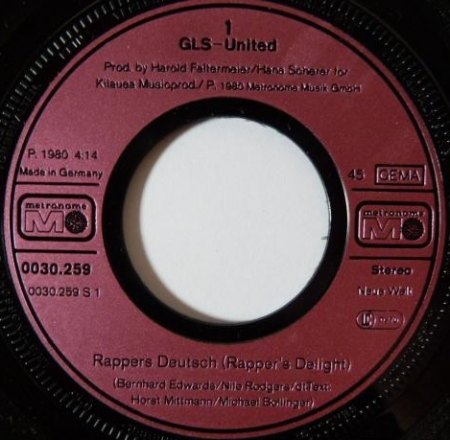 1
GLS-United
Prod. by Harold Faltermeier/Hans Scherer for
Kilauea Musicprod./ P. 1980 Metronome Musik GmbH
P. 1980 4:14
Made in Germany
45 GEMA
metronome
metronome
0030.259
Stereo
0030.259 S 1
Neue Welt
LC
Rappers Deutsch (Rapper's Delight)
(Bernhard Edwards/Nile Rodgers/dtText:
Horst Mittmann/Michael Bollinger)